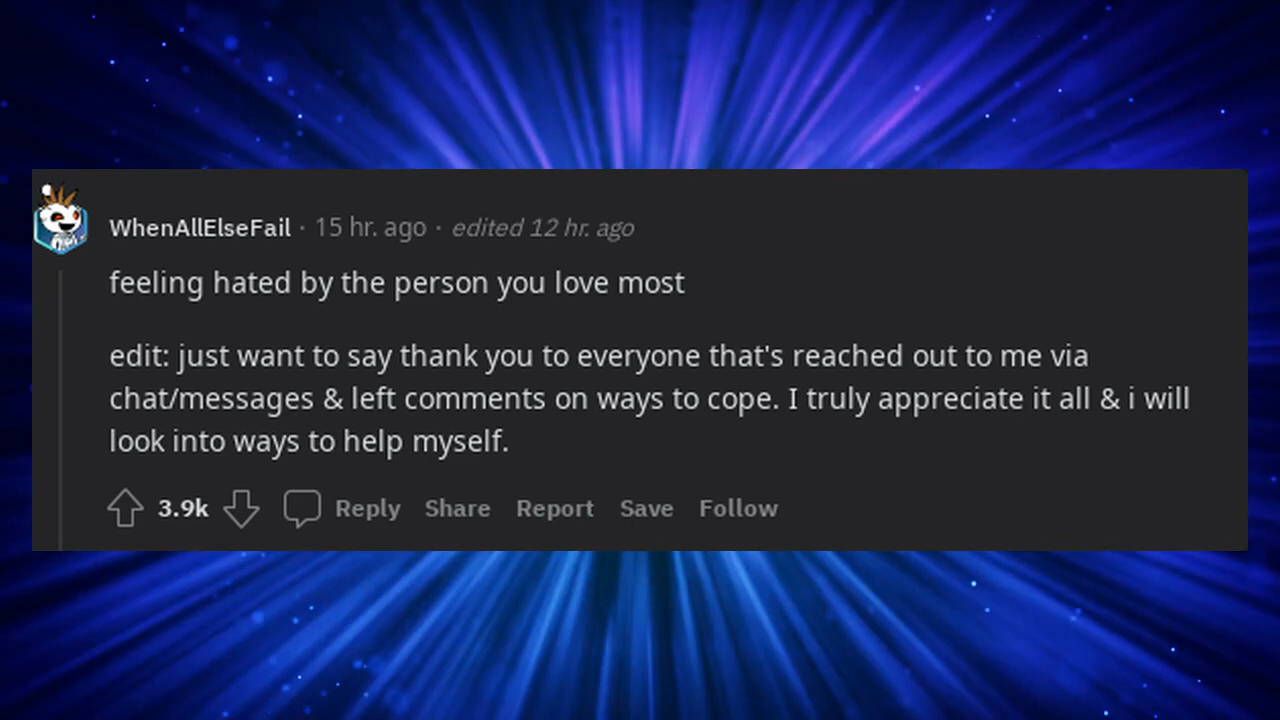 WhenAllElseFail · 15 hr. ago · edited 12 hr. ago
feeling hated by the person you love most
edit: just want to say thank you to everyone that's reached out to me via
chat/messages & left comments on ways to cope. I truly appreciate it all & i will
look into ways to help myself.
3.9k Reply Share Report Save Follow